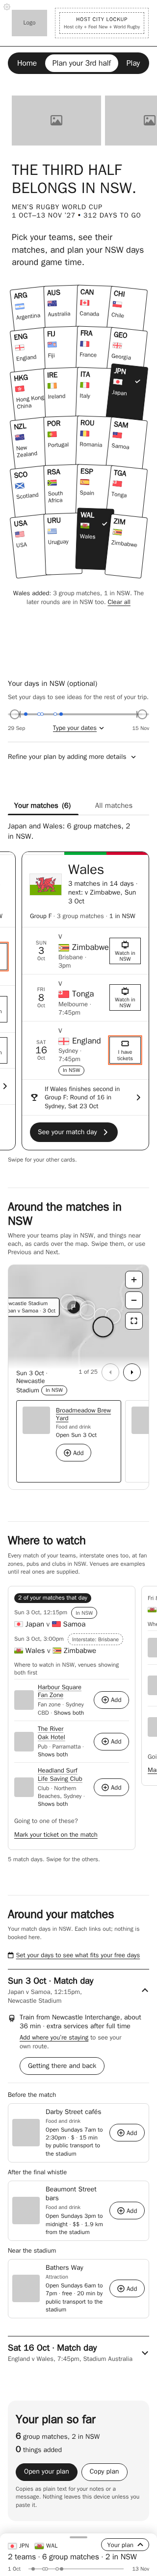 Logo
HOST CITY LOCKUP
Host city + Feel New + World Rugby
Home
Plan your 3rd half
Play
THE THIRD HALF
BELONGS IN NSW.
MEN'S RUGBY WORLD CUP
1 OCT–13 NOV '27 • 312 DAYS TO GO
Pick your teams, see their
matches, and plan your NSW days
around game time.
ARG
Argentina
AUS
Australia
CAN
Canada
CHI
Chile
ENG
England
FIJ
Fiji
FRA
France
GEO
Georgia
HKG
Hong Kong
China
IRE
Ireland
ITA
Italy
JPN
Japan
NZL
New
Zealand
POR
Portugal
ROU
Romania
SAM
Samoa
SCO
Scotland
RSA
South
Africa
ESP
Spain
TGA
Tonga
USA
USA
URU
Uruguay
WAL
Wales
ZIM
Zimbabwe
Wales added: 3 group matches, 1 in NSW. The
later rounds are in NSW too. Clear all
Your days in NSW (optional)
Set your days to see ideas for the rest of your trip.
29 Sep
Type your dates
15 Nov
Refine your plan by adding more details
Your matches (6)
All matches
Japan and Wales: 6 group matches, 2
in NSW.
Wales
3 matches in 14 days ·
next: v Zimbabwe, Sun
3 Oct
Group F · 3 group matches · 1 in NSW
SUN
3
Oct
v
Zimbabwe
Brisbane ·
3pm
Watch in
NSW
FRI
8
Oct
v
Tonga
Melbourne ·
7:45pm
Watch in
NSW
SAT
16
Oct
v
England
Sydney ·
7:45pm
In NSW
I have
tickets
If Wales finishes second in
Group F: Round of 16 in
Sydney, Sat 23 Oct
See your match day
Swipe for your other cards.
Around the matches in
NSW
Where your teams play in NSW, and things near
each, as cards over the map. Swipe them, or use
Previous and Next.
wcastle Stadium
pan v Samoa · 3 Oct
Sun 3 Oct ·
Newcastle
Stadium
In NSW
1 of 25
Broadmeadow Brew
Yard
Food and drink
Open Sun 3 Oct
Add
Where to watch
Every match of your teams, interstate ones too, at fan
zones, pubs and clubs in NSW. Venues are examples
until real ones are supplied.
2 of your matches that day
Sun 3 Oct, 12:15pm
In NSW
Japan v Samoa
Sun 3 Oct, 3:00pm
Interstate: Brisbane
Wales v Zimbabwe
Where to watch in NSW, venues showing
both first
Harbour Square
Fan Zone
Fan zone · Sydney
CBD · Shows both
Add
The River
Oak Hotel
Pub · Parramatta ·
Shows both
Add
Headland Surf
Life Saving Club
Club · Northern
Beaches, Sydney ·
Shows both
Add
Going to one of these?
Mark your ticket on the match
5 match days. Swipe for the others.
Around your matches
Your match days in NSW. Each links out; nothing is
booked here.
Set your days to see what fits your free days
Sun 3 Oct · Match day
Japan v Samoa, 12:15pm,
Newcastle Stadium
Train from Newcastle Interchange, about
36 min · extra services after full time
Add where you're staying to see your
own route.
Getting there and back
Before the match
Darby Street cafés
Food and drink
Open Sundays 7am to
2:30pm · $ · 15 min
by public transport to
the stadium
Add
After the final whistle
Beaumont Street
bars
Food and drink
Open Sundays 3pm to
midnight · $$ · 1.9 km
from the stadium
Add
Near the stadium
Bathers Way
Attraction
Open Sundays 6am to
7pm · free · 20 min by
public transport to the
stadium
Add
Sat 16 Oct · Match day
England v Wales, 7:45pm, Stadium Australia
Your plan so far
6 group matches, 2 in NSW
0 things added
Open your plan
Copy plan
Copies as plain text for your notes or a
message. Nothing leaves this device unless you
paste it.
JPN
WAL
Your plan
2 teams · 6 group matches · 2 in NSW
1 Oct
13 Nov